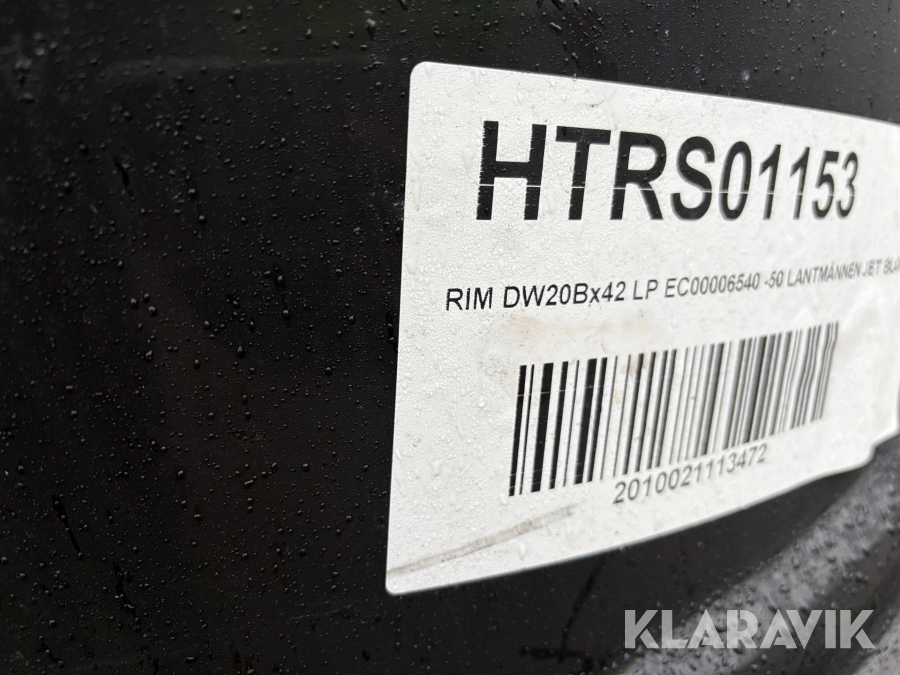 HTRS01153
RIM DW20Bx42 LP EC00006540 -50 LANTMÄNNEN JET
2010021113472
KLARAVIK